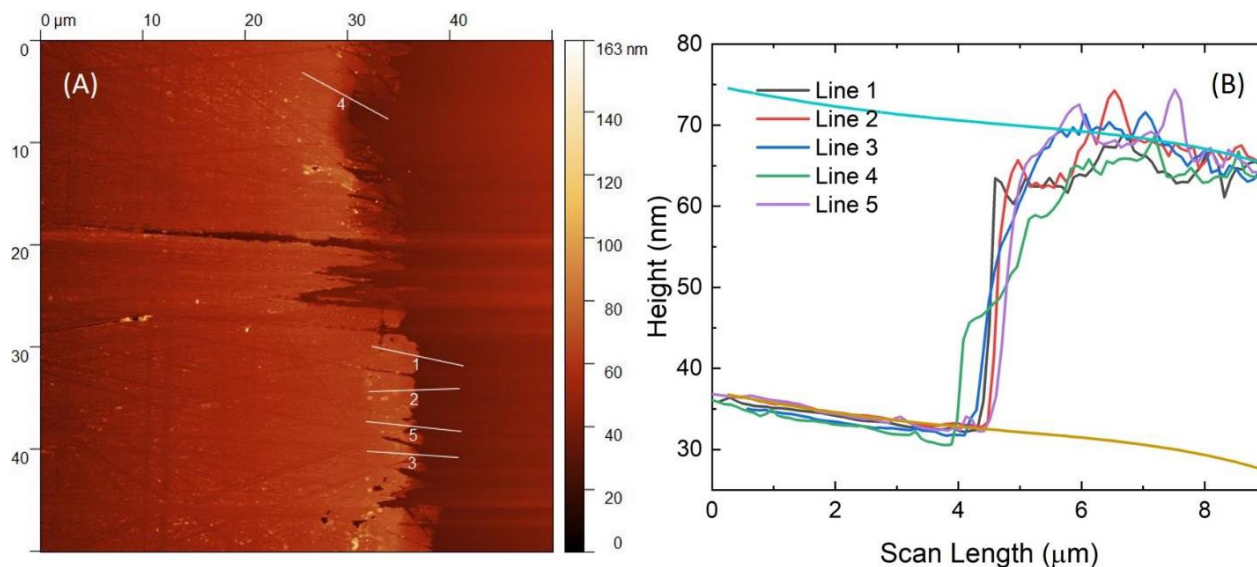 0 µm 10 20 30 40
0
10
20
30
40
(A)
4
1
2
5
3
163 nm
140
120
100
80
60
40
20
0
(B)
Line 1
Line 2
Line 3
Line 4
Line 5
80
70
60
50
40
30
Height (nm)
0 2 4 6 8
Scan Length (µm)